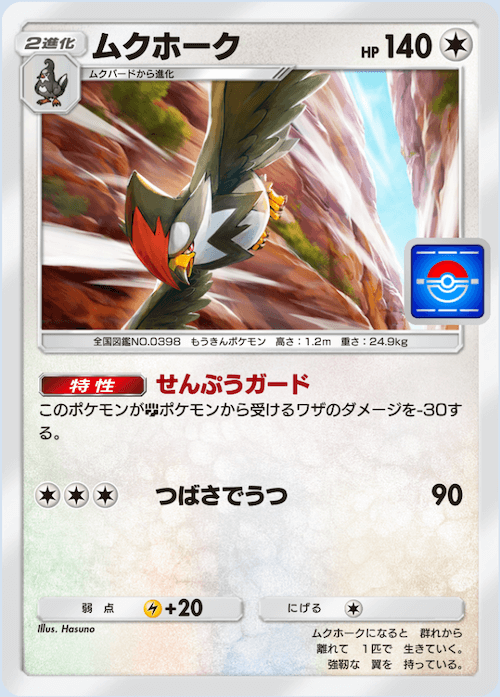 2進化
ムクホーク
HP 140
ムクバードから進化
全国図鑑NO.0398 もうきんポケモン 高さ:1.2m 重さ:24.9kg
特性 せんぷうガード
このポケモンがポケモンから受けるワザのダメージを-30す
る。
つばさでうつ 90
弱点 +20 にげる
Illus. Hasuno
ムクホークになると 群れから
離れて 1匹で 生きていく。
強靭な 翼を 持っている。